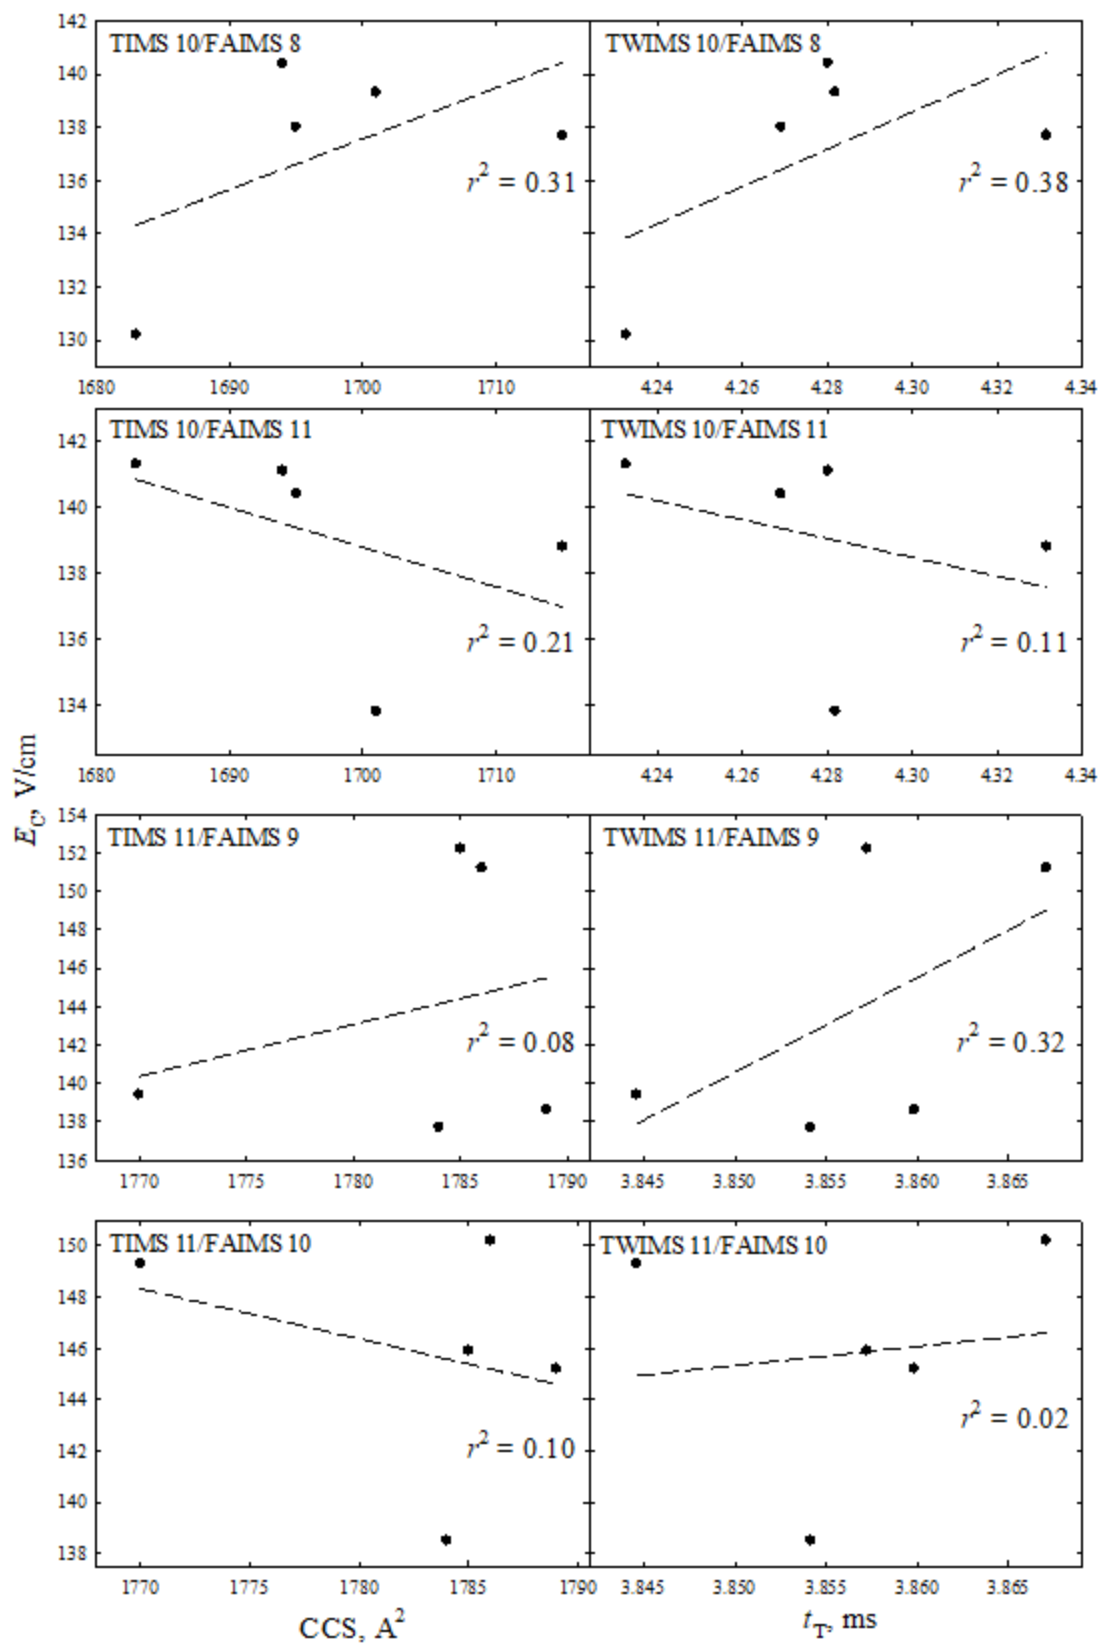 142
140
138
136
134
132
130
TIMS 10/FAIMS 8
r² = 0.31
TWIMS 10/FAIMS 8
r² = 0.38
1680 1690 1700 1710
4.24 4.26 4.28 4.30 4.32 4.34
142
140
138
136
134
TIMS 10/FAIMS 11
r² = 0.21
TWIMS 10/FAIMS 11
r² = 0.11
1680 1690 1700 1710
4.24 4.26 4.28 4.30 4.32 4.34
E_C, V/cm
154
152
150
148
146
144
142
140
138
136
TIMS 11/FAIMS 9
r² = 0.08
TWIMS 11/FAIMS 9
r² = 0.32
1770 1775 1780 1785 1790
3.845 3.850 3.855 3.860 3.865
150
148
146
144
142
140
138
TIMS 11/FAIMS 10
r² = 0.10
TWIMS 11/FAIMS 10
r² = 0.02
1770 1775 1780 1785 1790
3.845 3.850 3.855 3.860 3.865
CCS, A²
t_T, ms